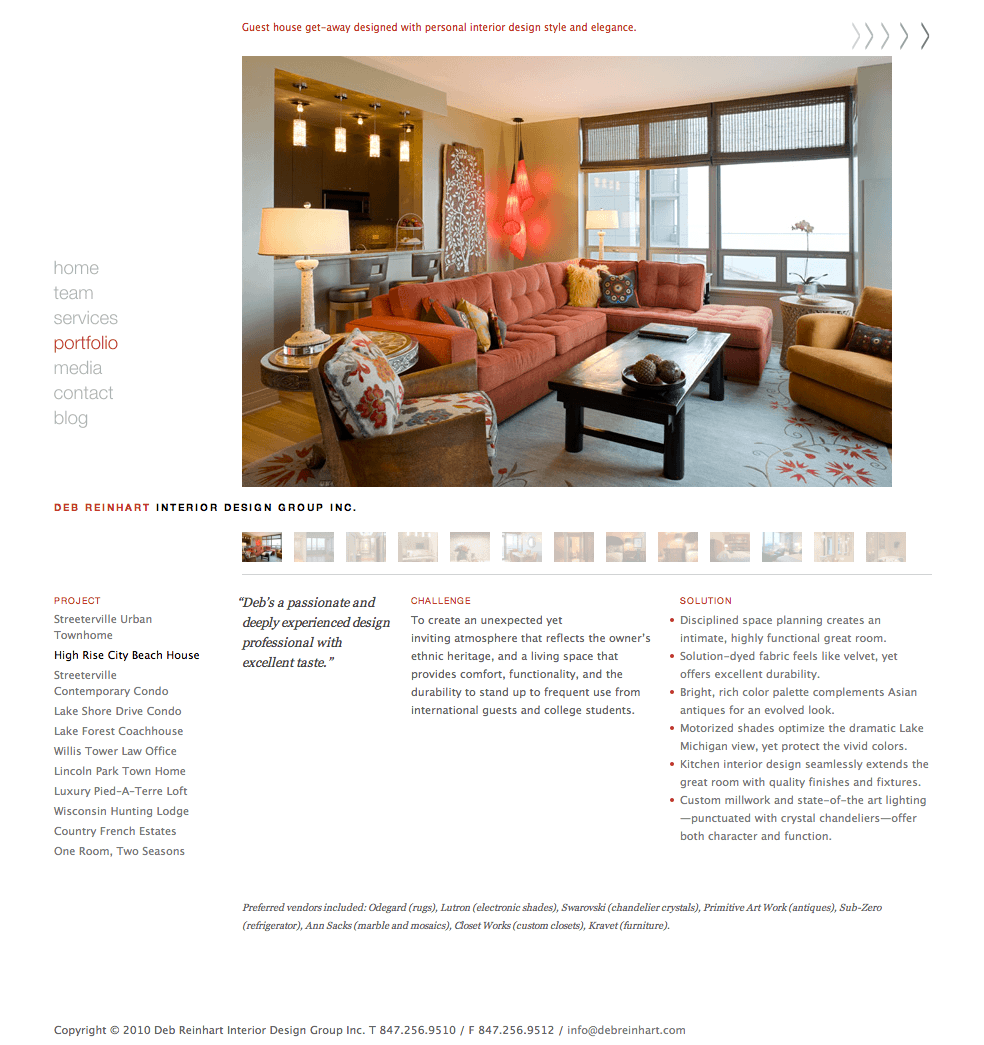 Guest house get-away designed with personal interior design style and elegance.
home
team
services
portfolio
media
contact
blog
DEB REINHART INTERIOR DESIGN GROUP INC.
PROJECT
Streeterville Urban
Townhome
High Rise City Beach House
Streeterville
Contemporary Condo
Lake Shore Drive Condo
Lake Forest Coachhouse
Willis Tower Law Office
Lincoln Park Town Home
Luxury Pied-A-Terre Loft
Wisconsin Hunting Lodge
Country French Estates
One Room, Two Seasons
“Deb’s a passionate and
deeply experienced design
professional with
excellent taste.”
CHALLENGE
To create an unexpected yet
inviting atmosphere that reflects the owner’s
ethnic heritage, and a living space that
provides comfort, functionality, and the
durability to stand up to frequent use from
international guests and college students.
SOLUTION
• Disciplined space planning creates an
intimate, highly functional great room.
• Solution-dyed fabric feels like velvet, yet
offers excellent durability.
• Bright, rich color palette complements Asian
antiques for an evolved look.
• Motorized shades optimize the dramatic Lake
Michigan view, yet protect the vivid colors.
• Kitchen interior design seamlessly extends the
great room with quality finishes and fixtures.
• Custom millwork and state-of-the art lighting
—punctuated with crystal chandeliers—offer
both character and function.
Preferred vendors included: Odegard (rugs), Lutron (electronic shades), Swarovski (chandelier crystals), Primitive Art Work (antiques), Sub-Zero
(refrigerator), Ann Sacks (marble and mosaics), Closet Works (custom closets), Kravet (furniture).
Copyright © 2010 Deb Reinhart Interior Design Group Inc. T 847.256.9510 / F 847.256.9512 / info@debreinhart.com